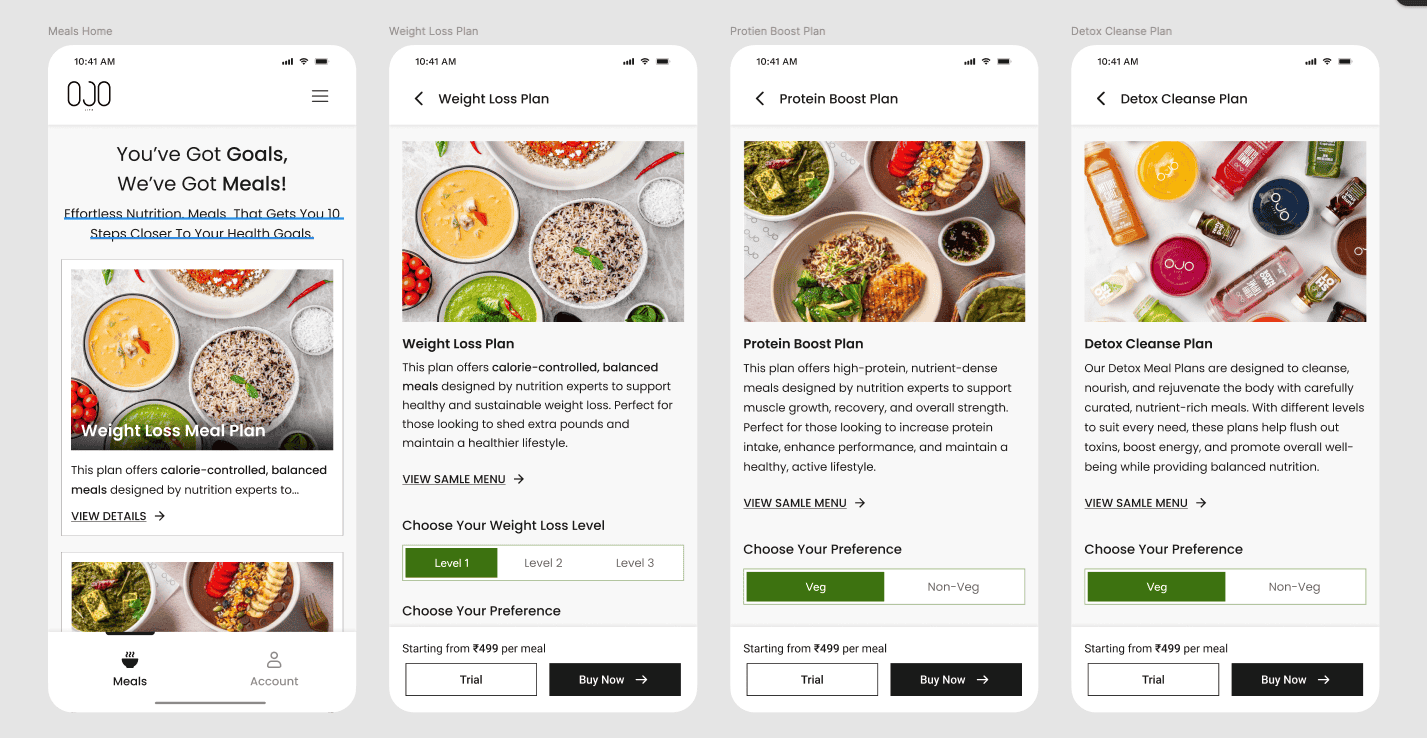 Meals Home
10:41 AM
OJO
You've Got Goals,
We've Got Meals!
Effortless Nutrition. Meals That Gets You 10
Steps Closer To Your Health Goals.
Weight Loss Meal Plan
This plan offers calorie-controlled, balanced
meals designed by nutrition experts to...
VIEW DETAILS
Meals
Account
Weight Loss Plan
10:41 AM
Weight Loss Plan
Weight Loss Plan
This plan offers calorie-controlled, balanced
meals designed by nutrition experts to support
healthy and sustainable weight loss. Perfect for
those looking to shed extra pounds and
maintain a healthier lifestyle.
VIEW SAMLE MENU
Choose Your Weight Loss Level
Level 1
Level 2
Level 3
Choose Your Preference
Starting from ₹499 per meal
Trial
Buy Now
Protien Boost Plan
10:41 AM
Protein Boost Plan
Protein Boost Plan
This plan offers high-protein, nutrient-dense
meals designed by nutrition experts to support
muscle growth, recovery, and overall strength.
Perfect for those looking to increase protein
intake, enhance performance, and maintain a
healthy, active lifestyle.
VIEW SAMLE MENU
Choose Your Preference
Veg
Non-Veg
Starting from ₹499 per meal
Trial
Buy Now
Detox Cleanse Plan
10:41 AM
Detox Cleanse Plan
OJO
OJO
Detox Cleanse Plan
Our Detox Meal Plans are designed to cleanse,
nourish, and rejuvenate the body with carefully
curated, nutrient-rich meals. With different levels
to suit every need, these plans help flush out
toxins, boost energy, and promote overall well-
being while providing balanced nutrition.
VIEW SAMLE MENU
Choose Your Preference
Veg
Non-Veg
Starting from ₹499 per meal
Trial
Buy Now